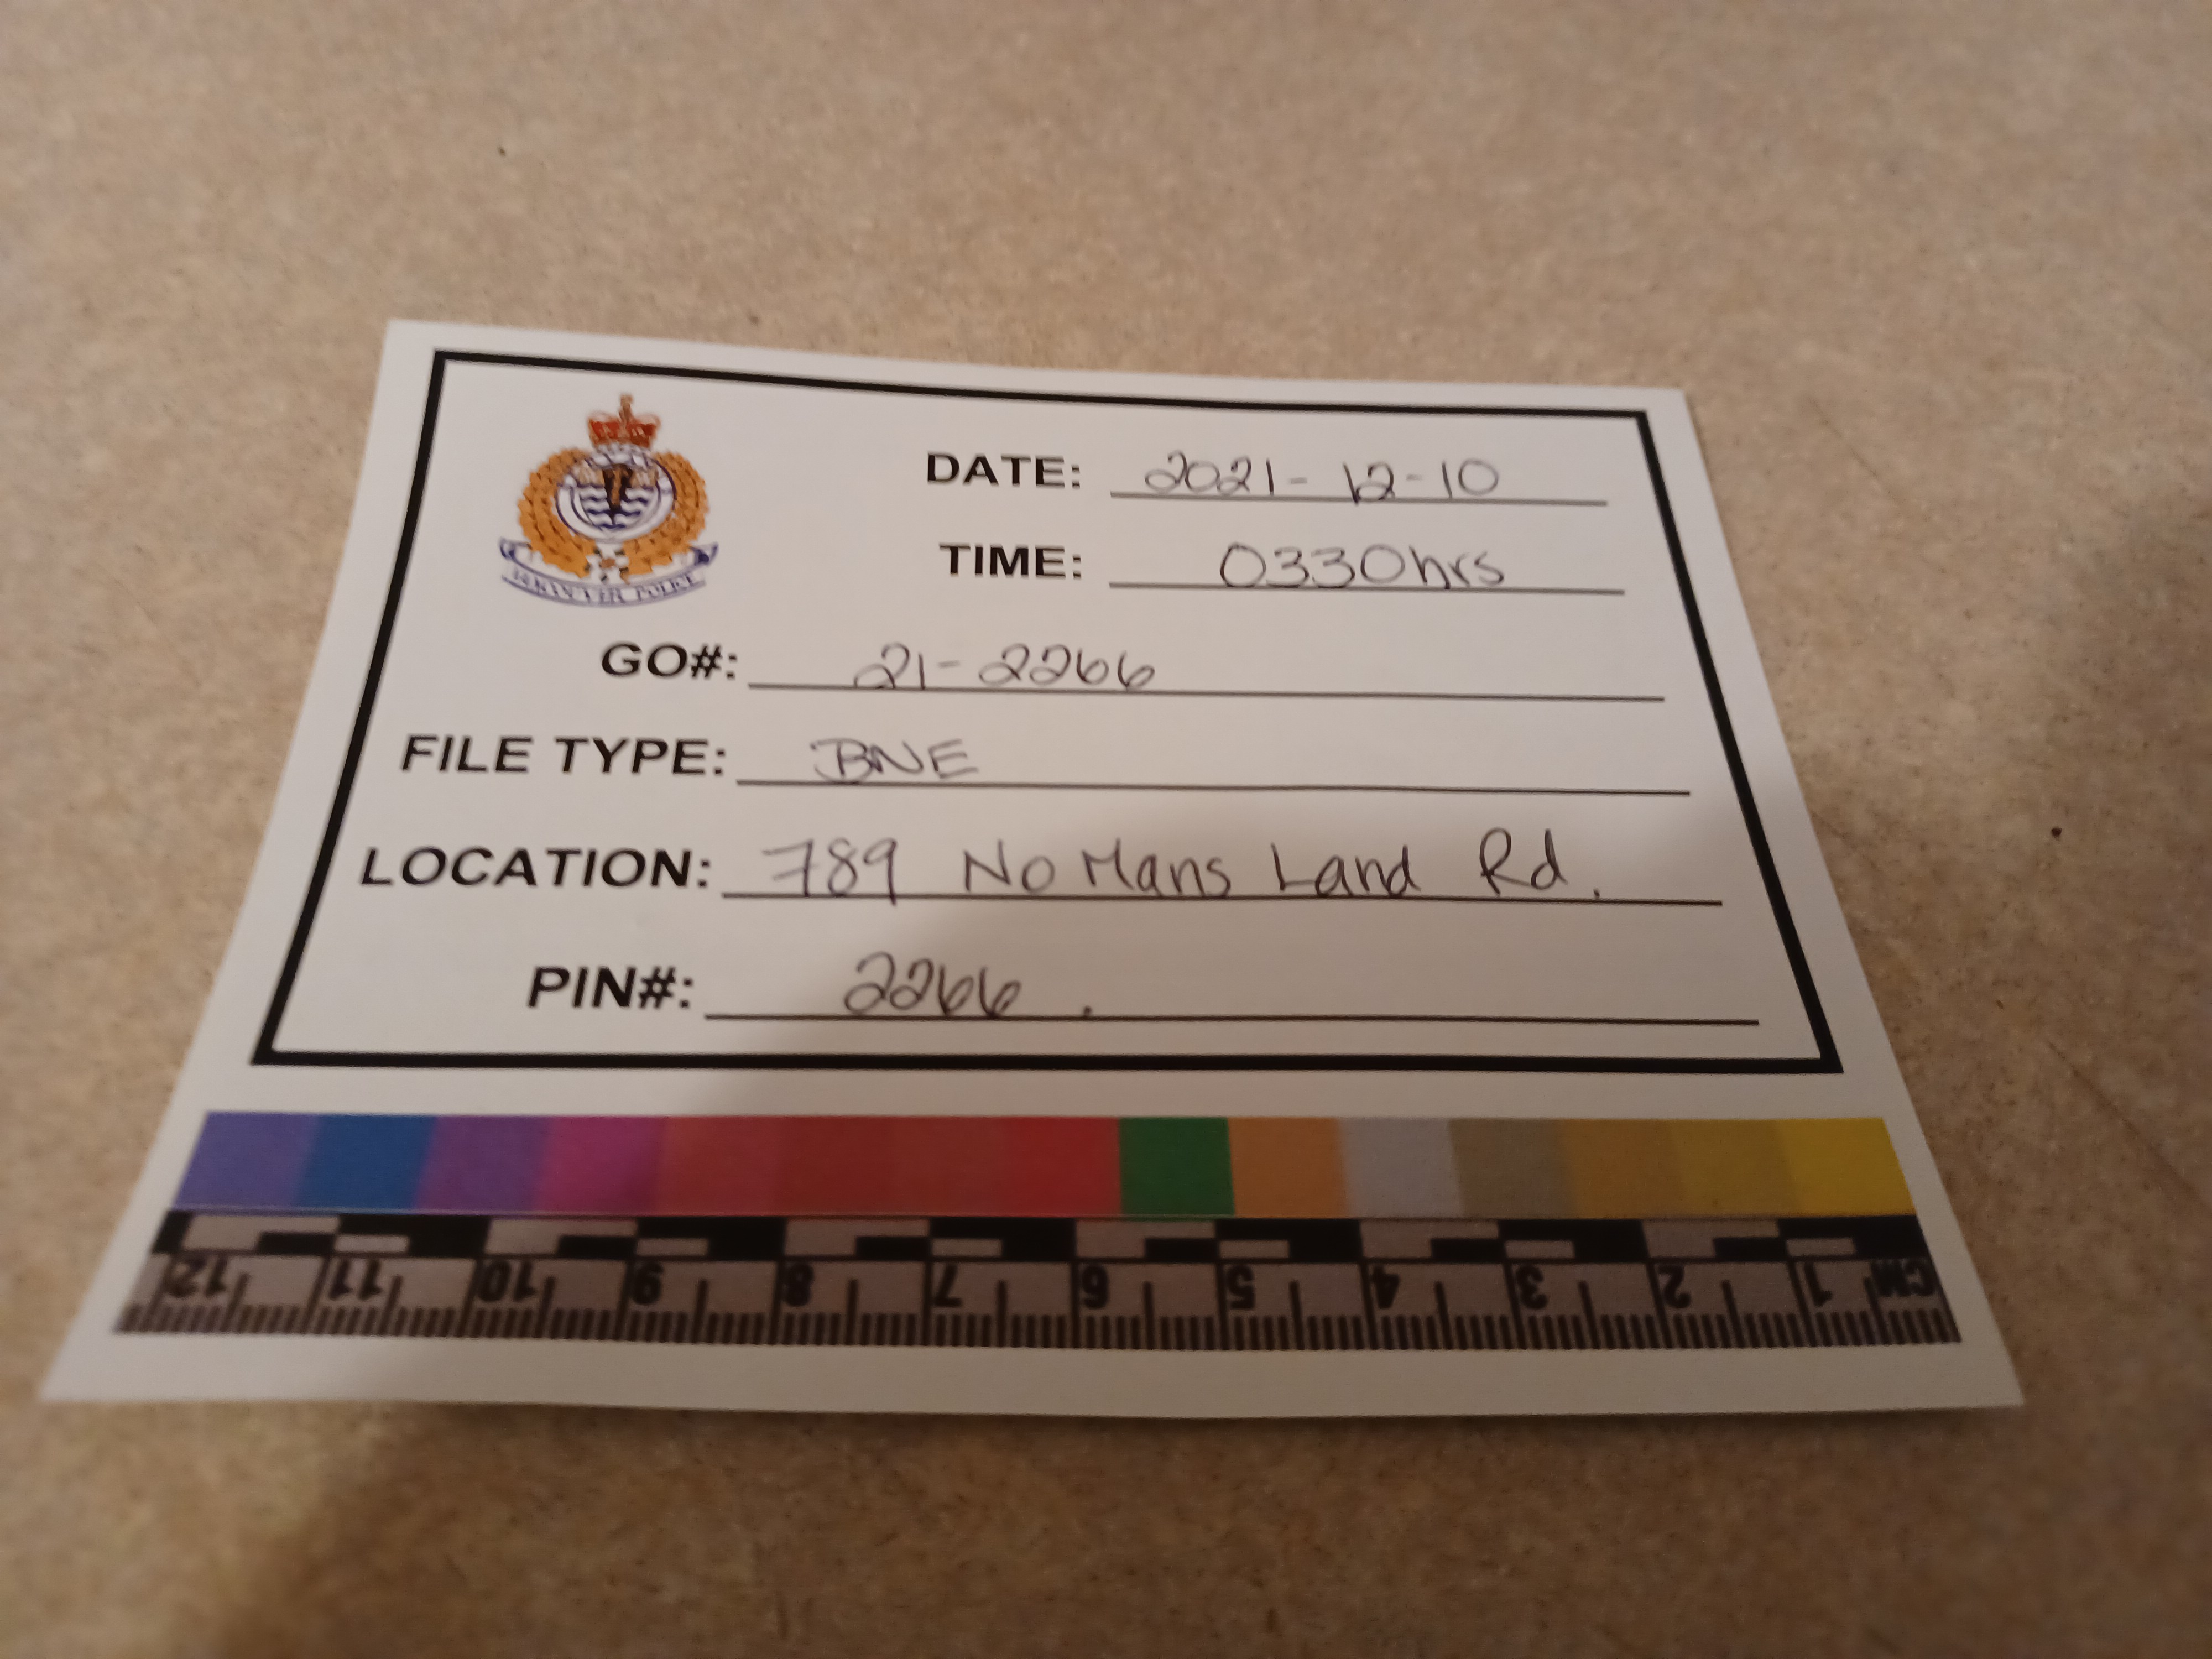 DATE: 2021-12-10
TIME: 0330hrs
VANCOUVER POLICE
GO#: 21-2266
FILE TYPE: BNE
LOCATION: 789 No Mans Land Rd.
PIN#: 2266.
12 11 10 9 8 7 6 5 4 3 2 1 CM